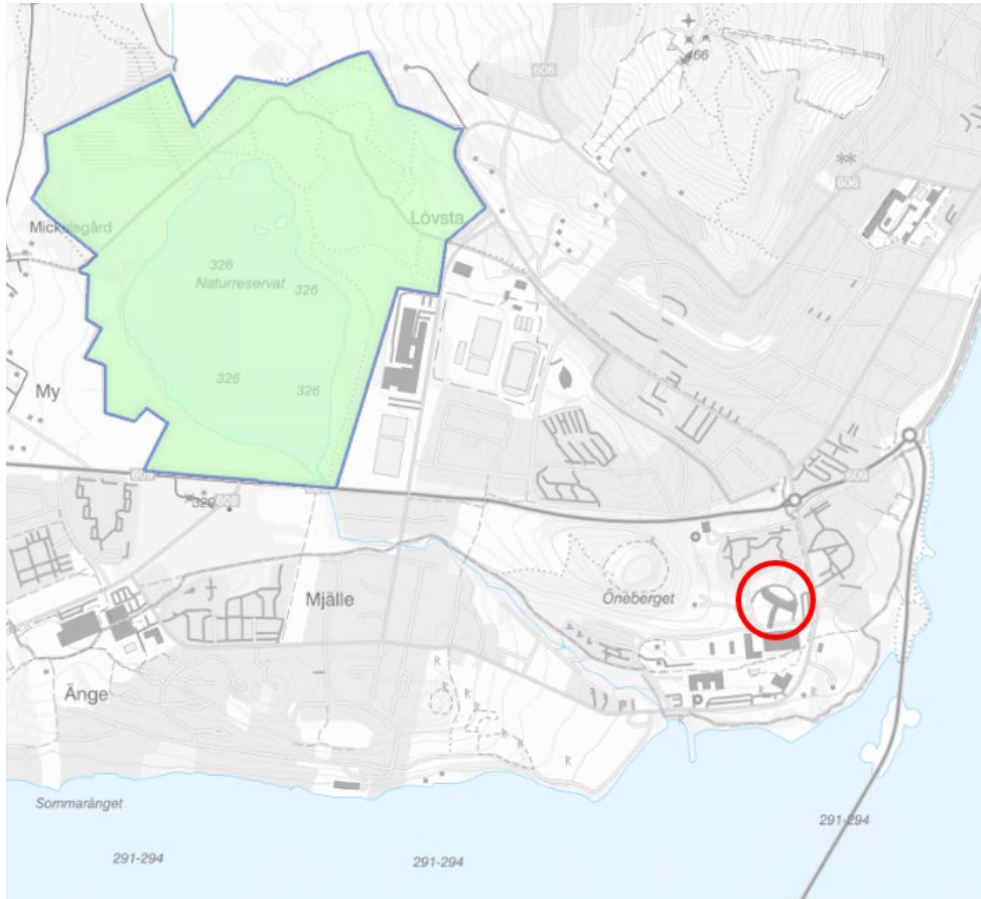 466
606
606
Mickelsgård
Lövsta
326
Naturreservat
326
326
326
My
609
Öneberget
Mjälle
Änge
R
R
R
R
R
R
R
R
R
Sommaränget
291-294
291-294
291-294